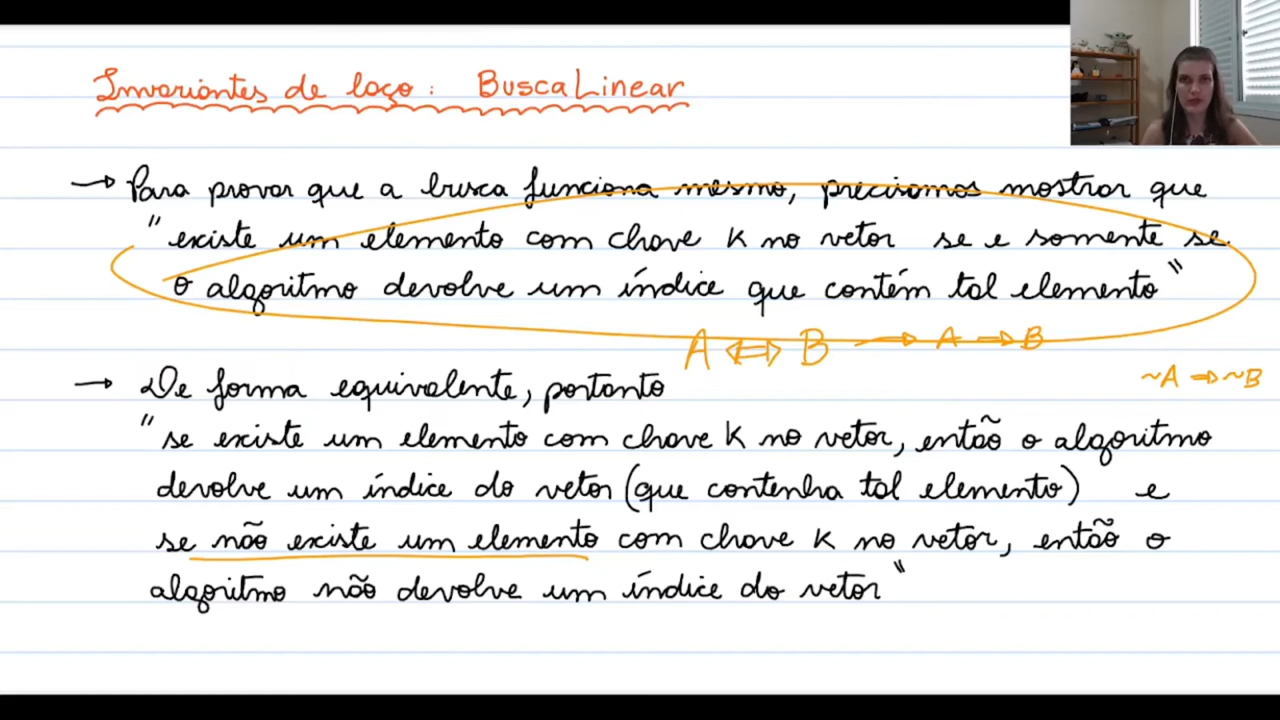 Invariantes de laço: BuscaLinear
→ Para provar que a busca funciona mesmo, precisamos mostrar que
"existe um elemento com chave K no vetor se e somente se
o algoritmo devolve um índice que contém tal elemento"
A ⟺ B → A → B
~A ⇒ ~B
→ De forma equivalente, portanto
"se existe um elemento com chave K no vetor, então o algoritmo
devolve um índice do vetor (que contenha tal elemento) e
se não existe um elemento com chave K no vetor, então o
algoritmo não devolve um índice do vetor"